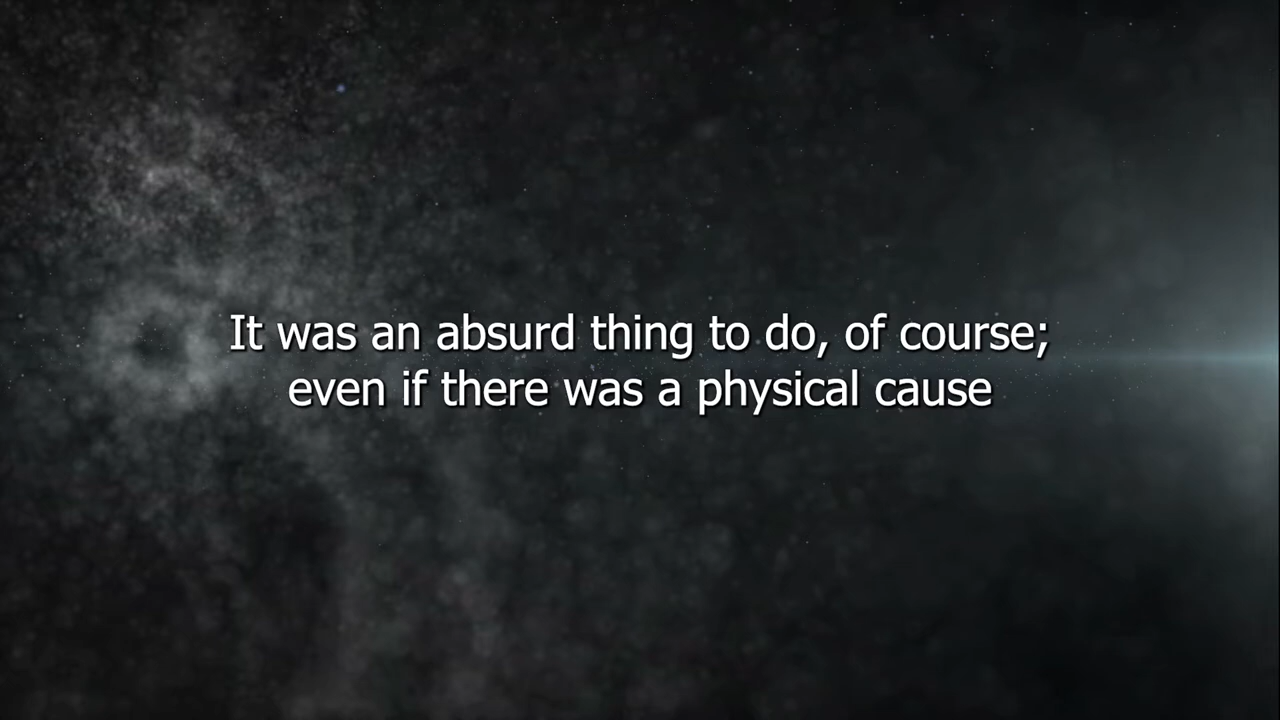 It was an absurd thing to do, of course;
even if there was a physical cause